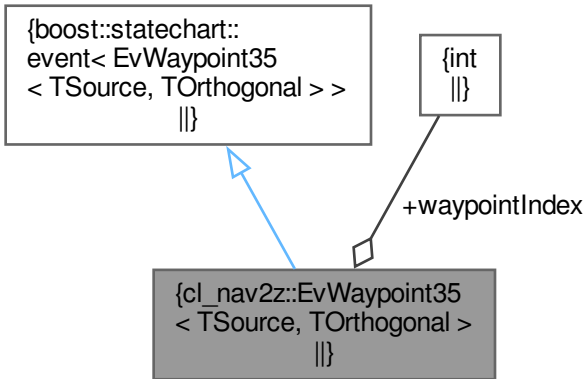 {boost::statechart::
event< EvWaypoint35
< TSource, TOrthogonal > >
||}
{int
||}
+waypointIndex
{cl_nav2z::EvWaypoint35
< TSource, TOrthogonal >
||}